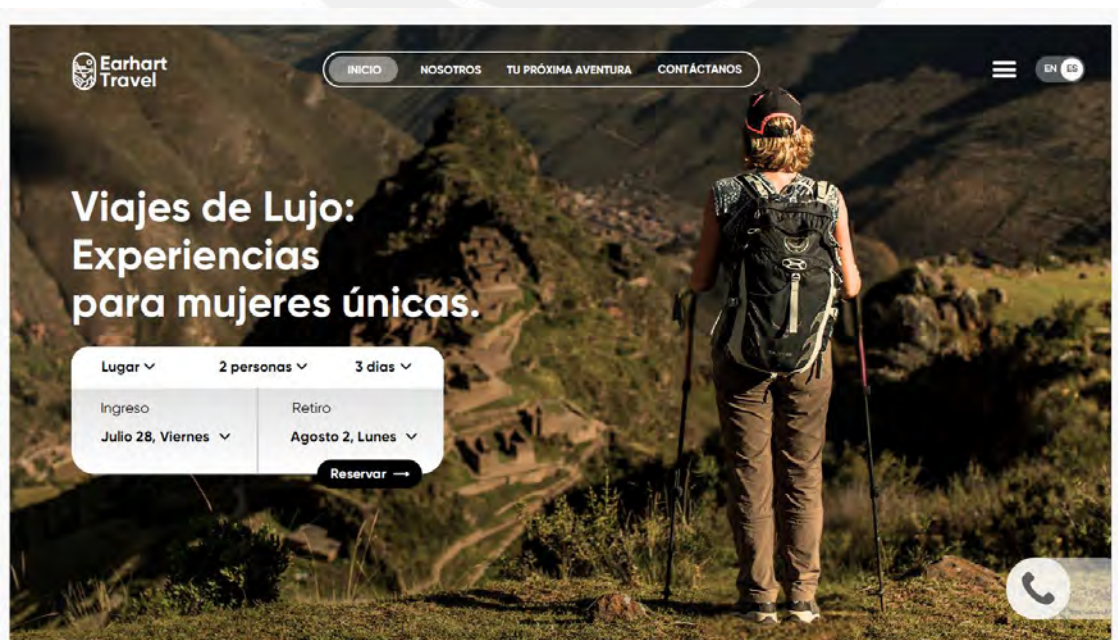 Earhart
Travel
INICIO NOSOTROS TU PRÓXIMA AVENTURA CONTÁCTANOS
EN ES
Viajes de Lujo:
Experiencias
para mujeres únicas.
Lugar 2 personas 3 dias
Ingreso Retiro
Julio 28, Viernes Agosto 2, Lunes
Reservar →